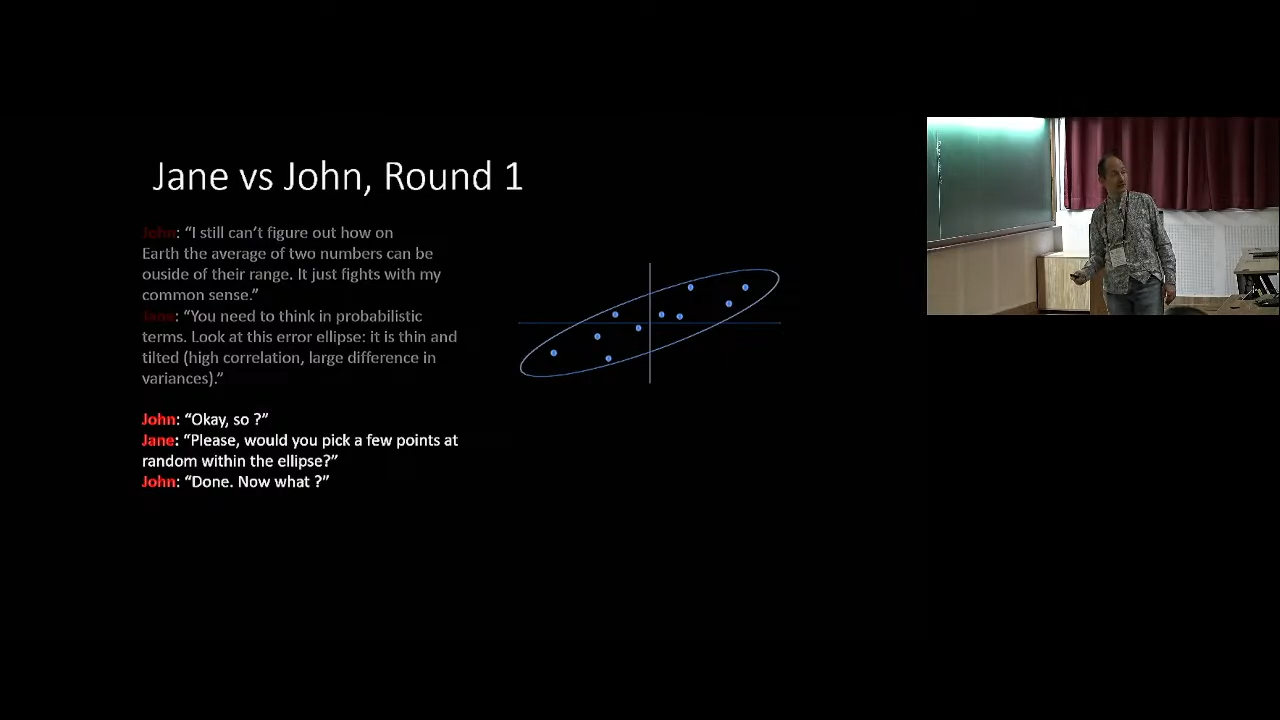 Jane vs John, Round 1
John: “I still can’t figure out how on
Earth the average of two numbers can be
ouside of their range. It just fights with my
common sense.”
Jane: “You need to think in probabilistic
terms. Look at this error ellipse: it is thin and
tilted (high correlation, large difference in
variances).”
John: “Okay, so ?”
Jane: “Please, would you pick a few points at
random within the ellipse?”
John: “Done. Now what ?”